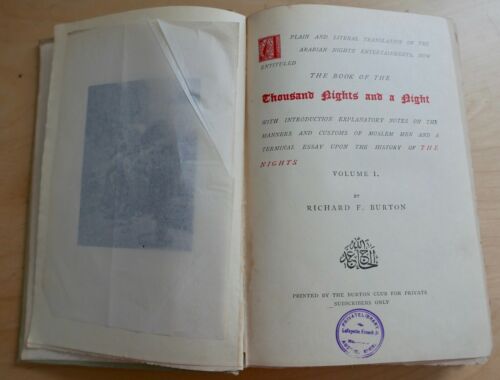 A PLAIN AND LITERAL TRANSLATION OF THE
ARABIAN NIGHTS ENTERTAINMENTS, NOW
ENTITULED
THE BOOK OF THE
Thousand Nights and a Night
WITH INTRODUCTION EXPLANATORY NOTES ON THE
MANNERS AND CUSTOMS OF MOSLEM MEN AND A
TERMINAL ESSAY UPON THE HISTORY OF THE
NIGHTS
VOLUME I.
BY
RICHARD F. BURTON
PRINTED BY THE BURTON CLUB FOR PRIVATE
SUBSCRIBERS ONLY
PRIVATE LIBRARY